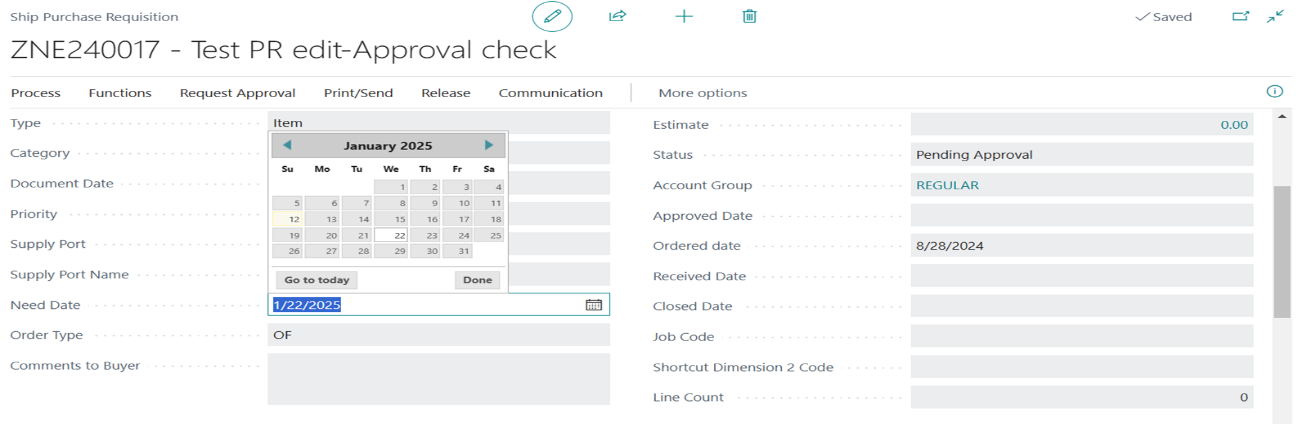 Ship Purchase Requisition
Saved
ZNE240017 - Test PR edit-Approval check
Process Functions Request Approval Print/Send Release Communication More options
Type Item
Category
Document Date
Priority
Supply Port
Supply Port Name
January 2025
Su Mo Tu We Th Fr Sa
1 2 3 4
5 6 7 8 9 10 11
12 13 14 15 16 17 18
19 20 21 22 23 24 25
26 27 28 29 30 31
Go to today Done
Need Date 1/22/2025
Order Type OF
Comments to Buyer
Estimate 0.00
Status Pending Approval
Account Group REGULAR
Approved Date
Ordered date 8/28/2024
Received Date
Closed Date
Job Code
Shortcut Dimension 2 Code
Line Count 0